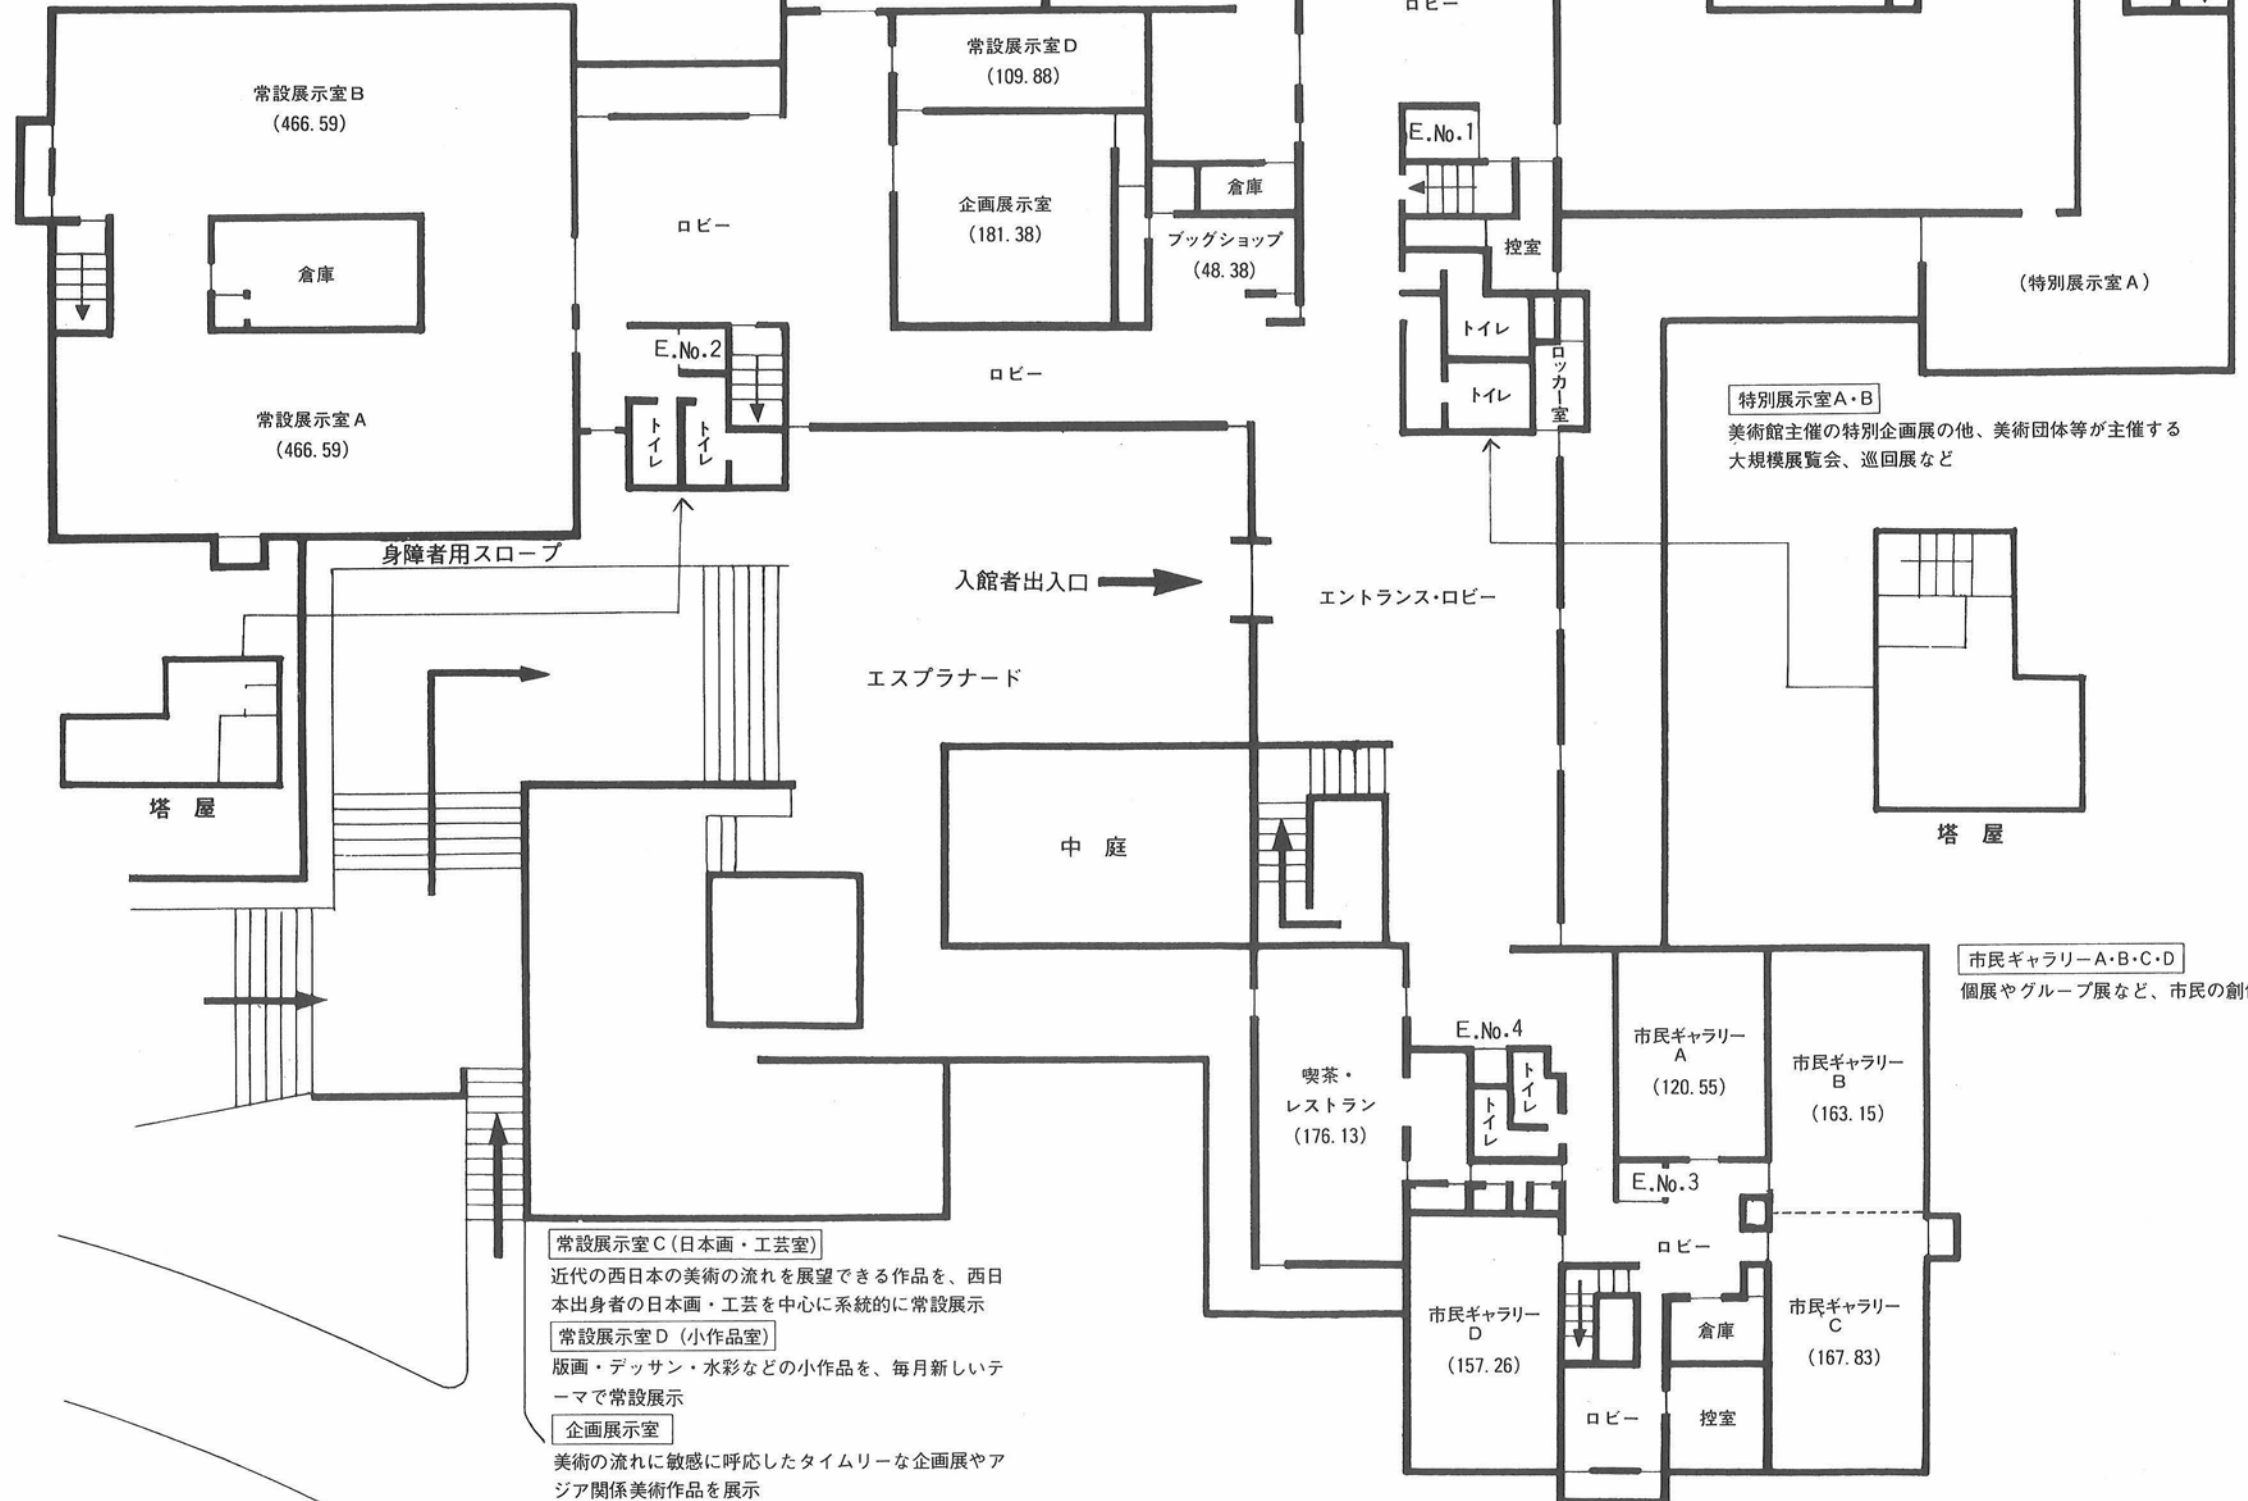 ロビー
常設展示室D
(109.88)
常設展示室B
(466.59)
E.No.1
倉庫
企画展示室
(181.38)
ロビー
ブッグショップ
(48.38)
控室
倉庫
(特別展示室A)
トイレ
E.No.2
ロビー
ロッカー室
トイレ
常設展示室A
(466.59)
トイレ
トイレ
特別展示室A・B
美術館主催の特別企画展の他、美術団体等が主催する
大規模展覧会、巡回展など
身障者用スロープ
入館者出入口
エントランス・ロビー
エスプラナード
塔 屋
塔 屋
中 庭
市民ギャラリーA・B・C・D
個展やグループ展など、市民の創
E.No.4
市民ギャラリー
A
(120.55)
市民ギャラリー
B
(163.15)
喫茶・
レストラン
(176.13)
トイレ
トイレ
E.No.3
ロビー
常設展示室C(日本画・工芸室)
近代の西日本の美術の流れを展望できる作品を、西日
本出身者の日本画・工芸を中心に系統的に常設展示
常設展示室D(小作品室)
版画・デッサン・水彩などの小作品を、毎月新しいテ
ーマで常設展示
企画展示室
美術の流れに敏感に呼応したタイムリーな企画展やア
ジア関係美術作品を展示
市民ギャラリー
D
(157.26)
倉庫
市民ギャラリー
C
(167.83)
ロビー
控室